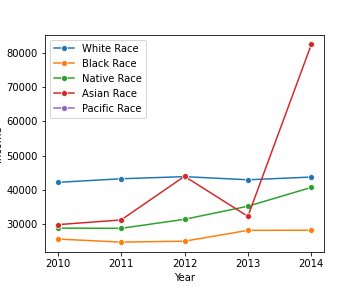 80000
70000
60000
50000
40000
30000
White Race
Black Race
Native Race
Asian Race
Pacific Race
2010 2011 2012 2013 2014
Year